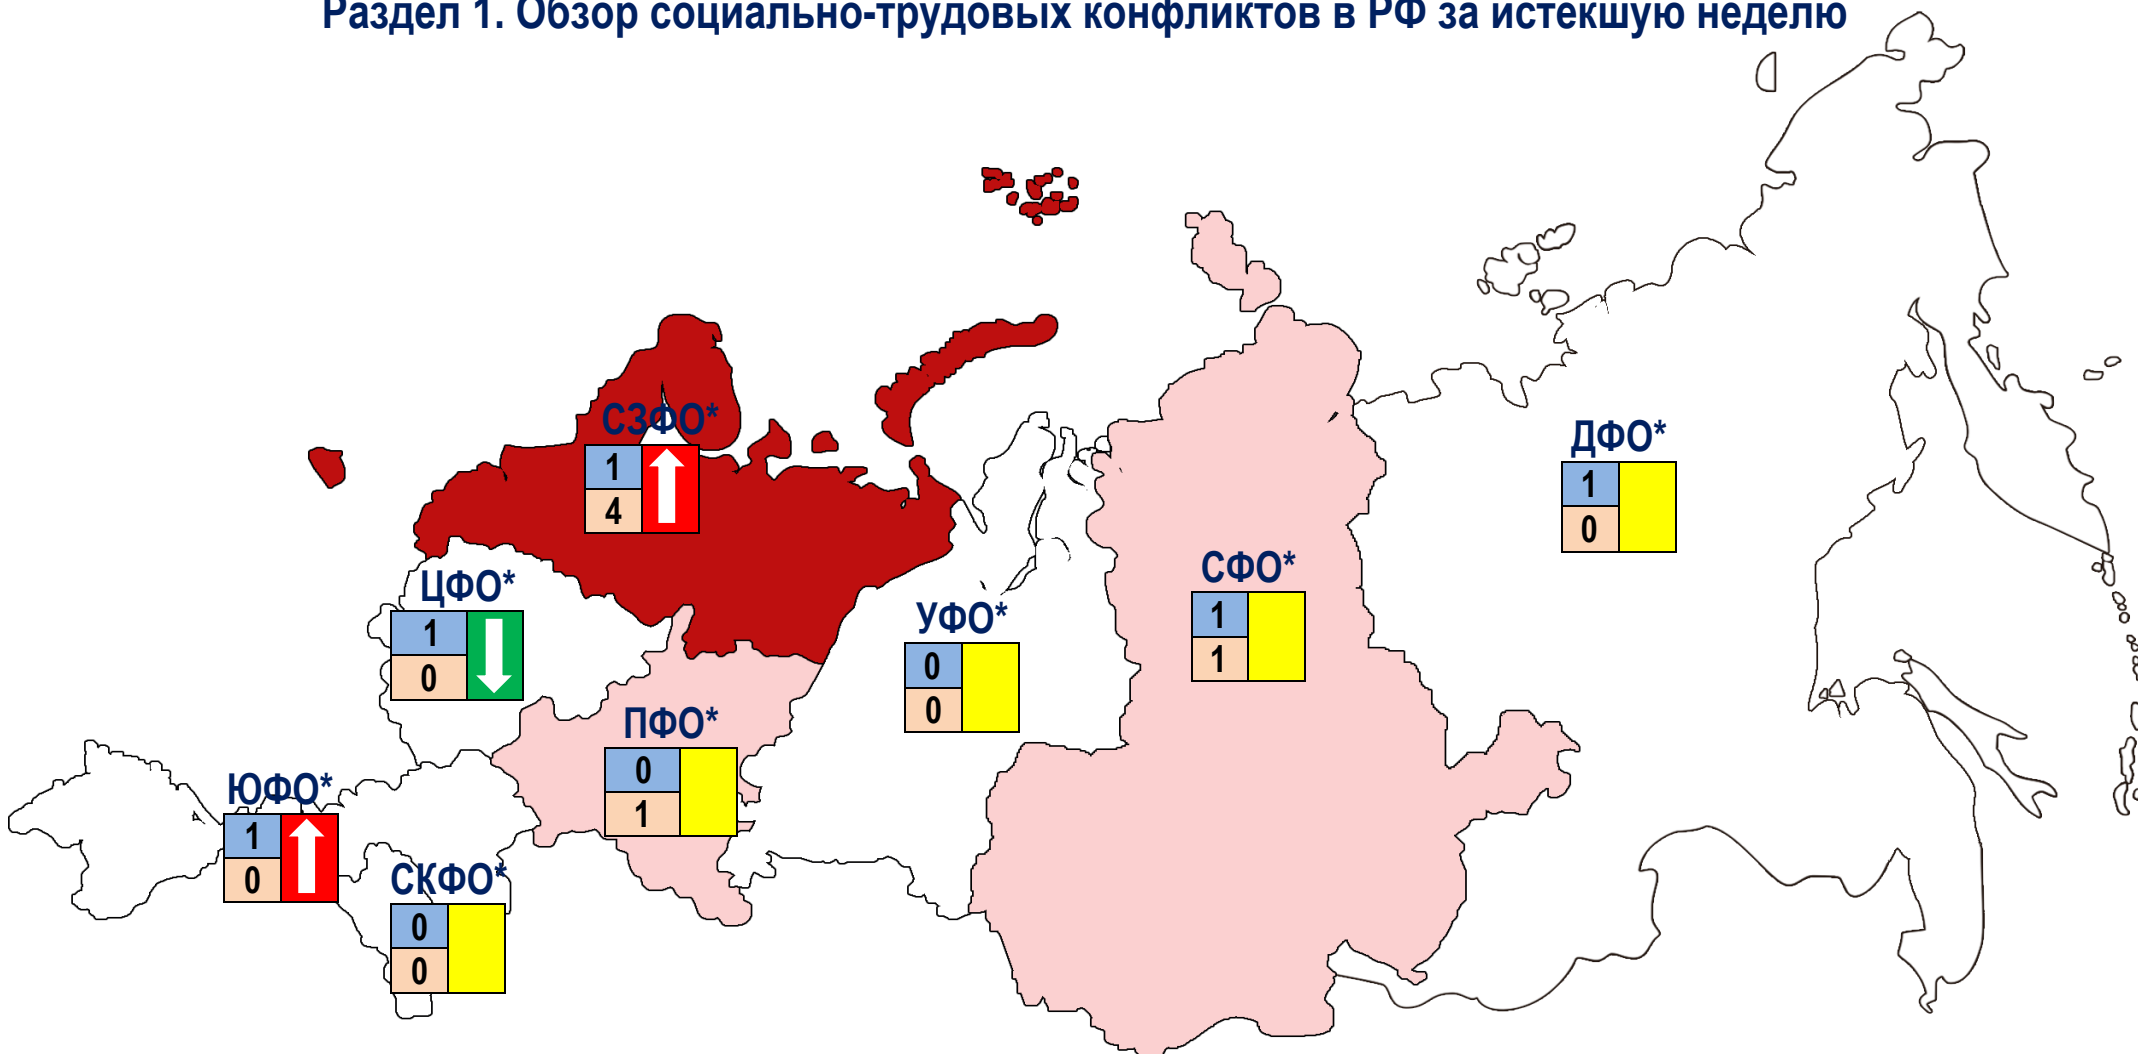 Раздел 1. Обзор социально-трудовых конфликтов в РФ за истекшую неделю
СЗФО*
1
4
ДФО*
1
0
ЦФО*
1
0
СФО*
1
1
УФО*
0
0
ПФО*
0
1
ЮФО*
1
0
СКФО*
0
0